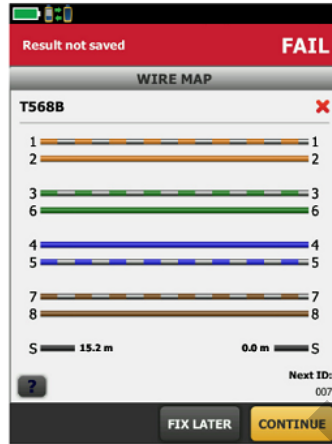 Result not saved FAIL
WIRE MAP
T568B
1 1
2 2
3 3
6 6
4 4
5 5
7 7
8 8
S 15.2 m 0.0 m S
Next ID:
? 007
FIX LATER CONTINUE